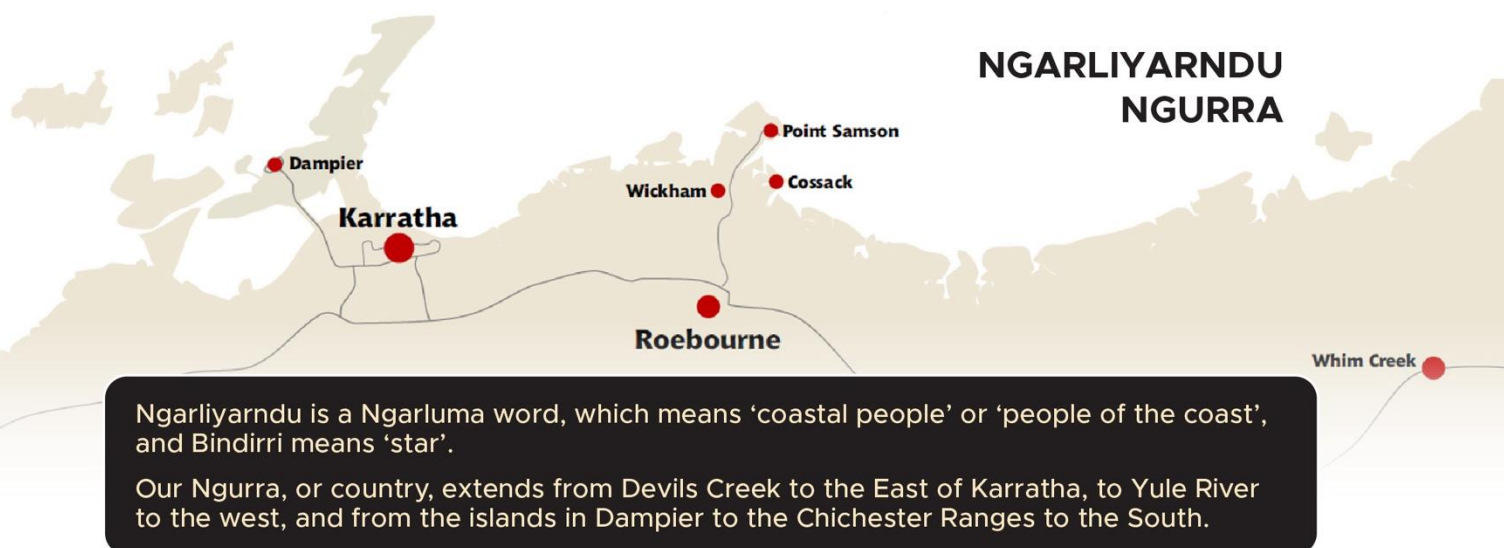 NGARLIYARNDU
NGURRA
Point Samson
Dampier
Wickham
Cossack
Karratha
Roebourne
Whim Creek
Ngarliyarndu is a Ngarluma word, which means ‘coastal people’ or ‘people of the coast’,
and Bindirri means ‘star’.
Our Ngurra, or country, extends from Devils Creek to the East of Karratha, to Yule River
to the west, and from the islands in Dampier to the Chichester Ranges to the South.